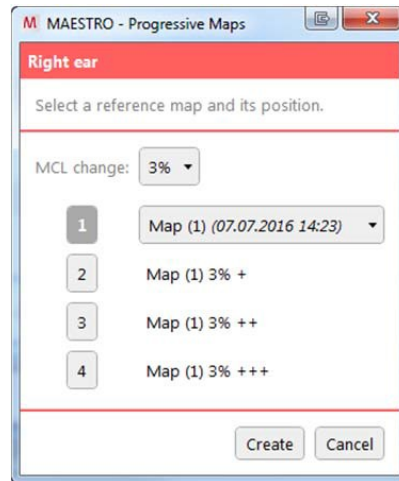 M MAESTRO - Progressive Maps
Right ear
Select a reference map and its position.
MCL change: 3%
1 Map (1) (07.07.2016 14:23)
2 Map (1) 3% +
3 Map (1) 3% ++
4 Map (1) 3% +++
Create Cancel